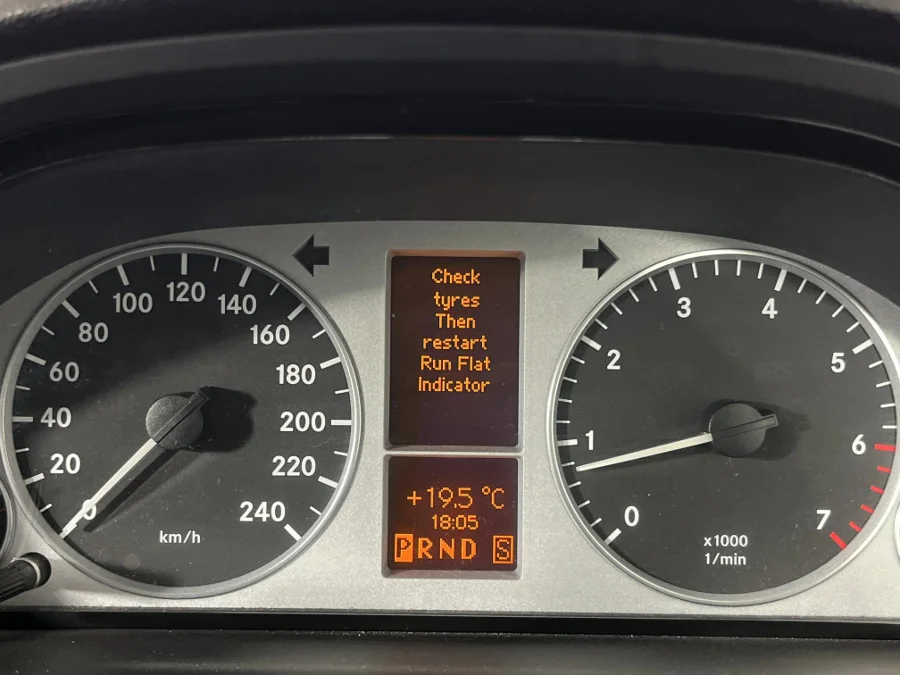 0
20
40
60
80
100
120
140
160
180
200
220
240
km/h
Check
tyres
Then
restart
Run Flat
Indicator
+19.5 °C
18:05
PRND S
0
1
2
3
4
5
6
7
x1000
1/min